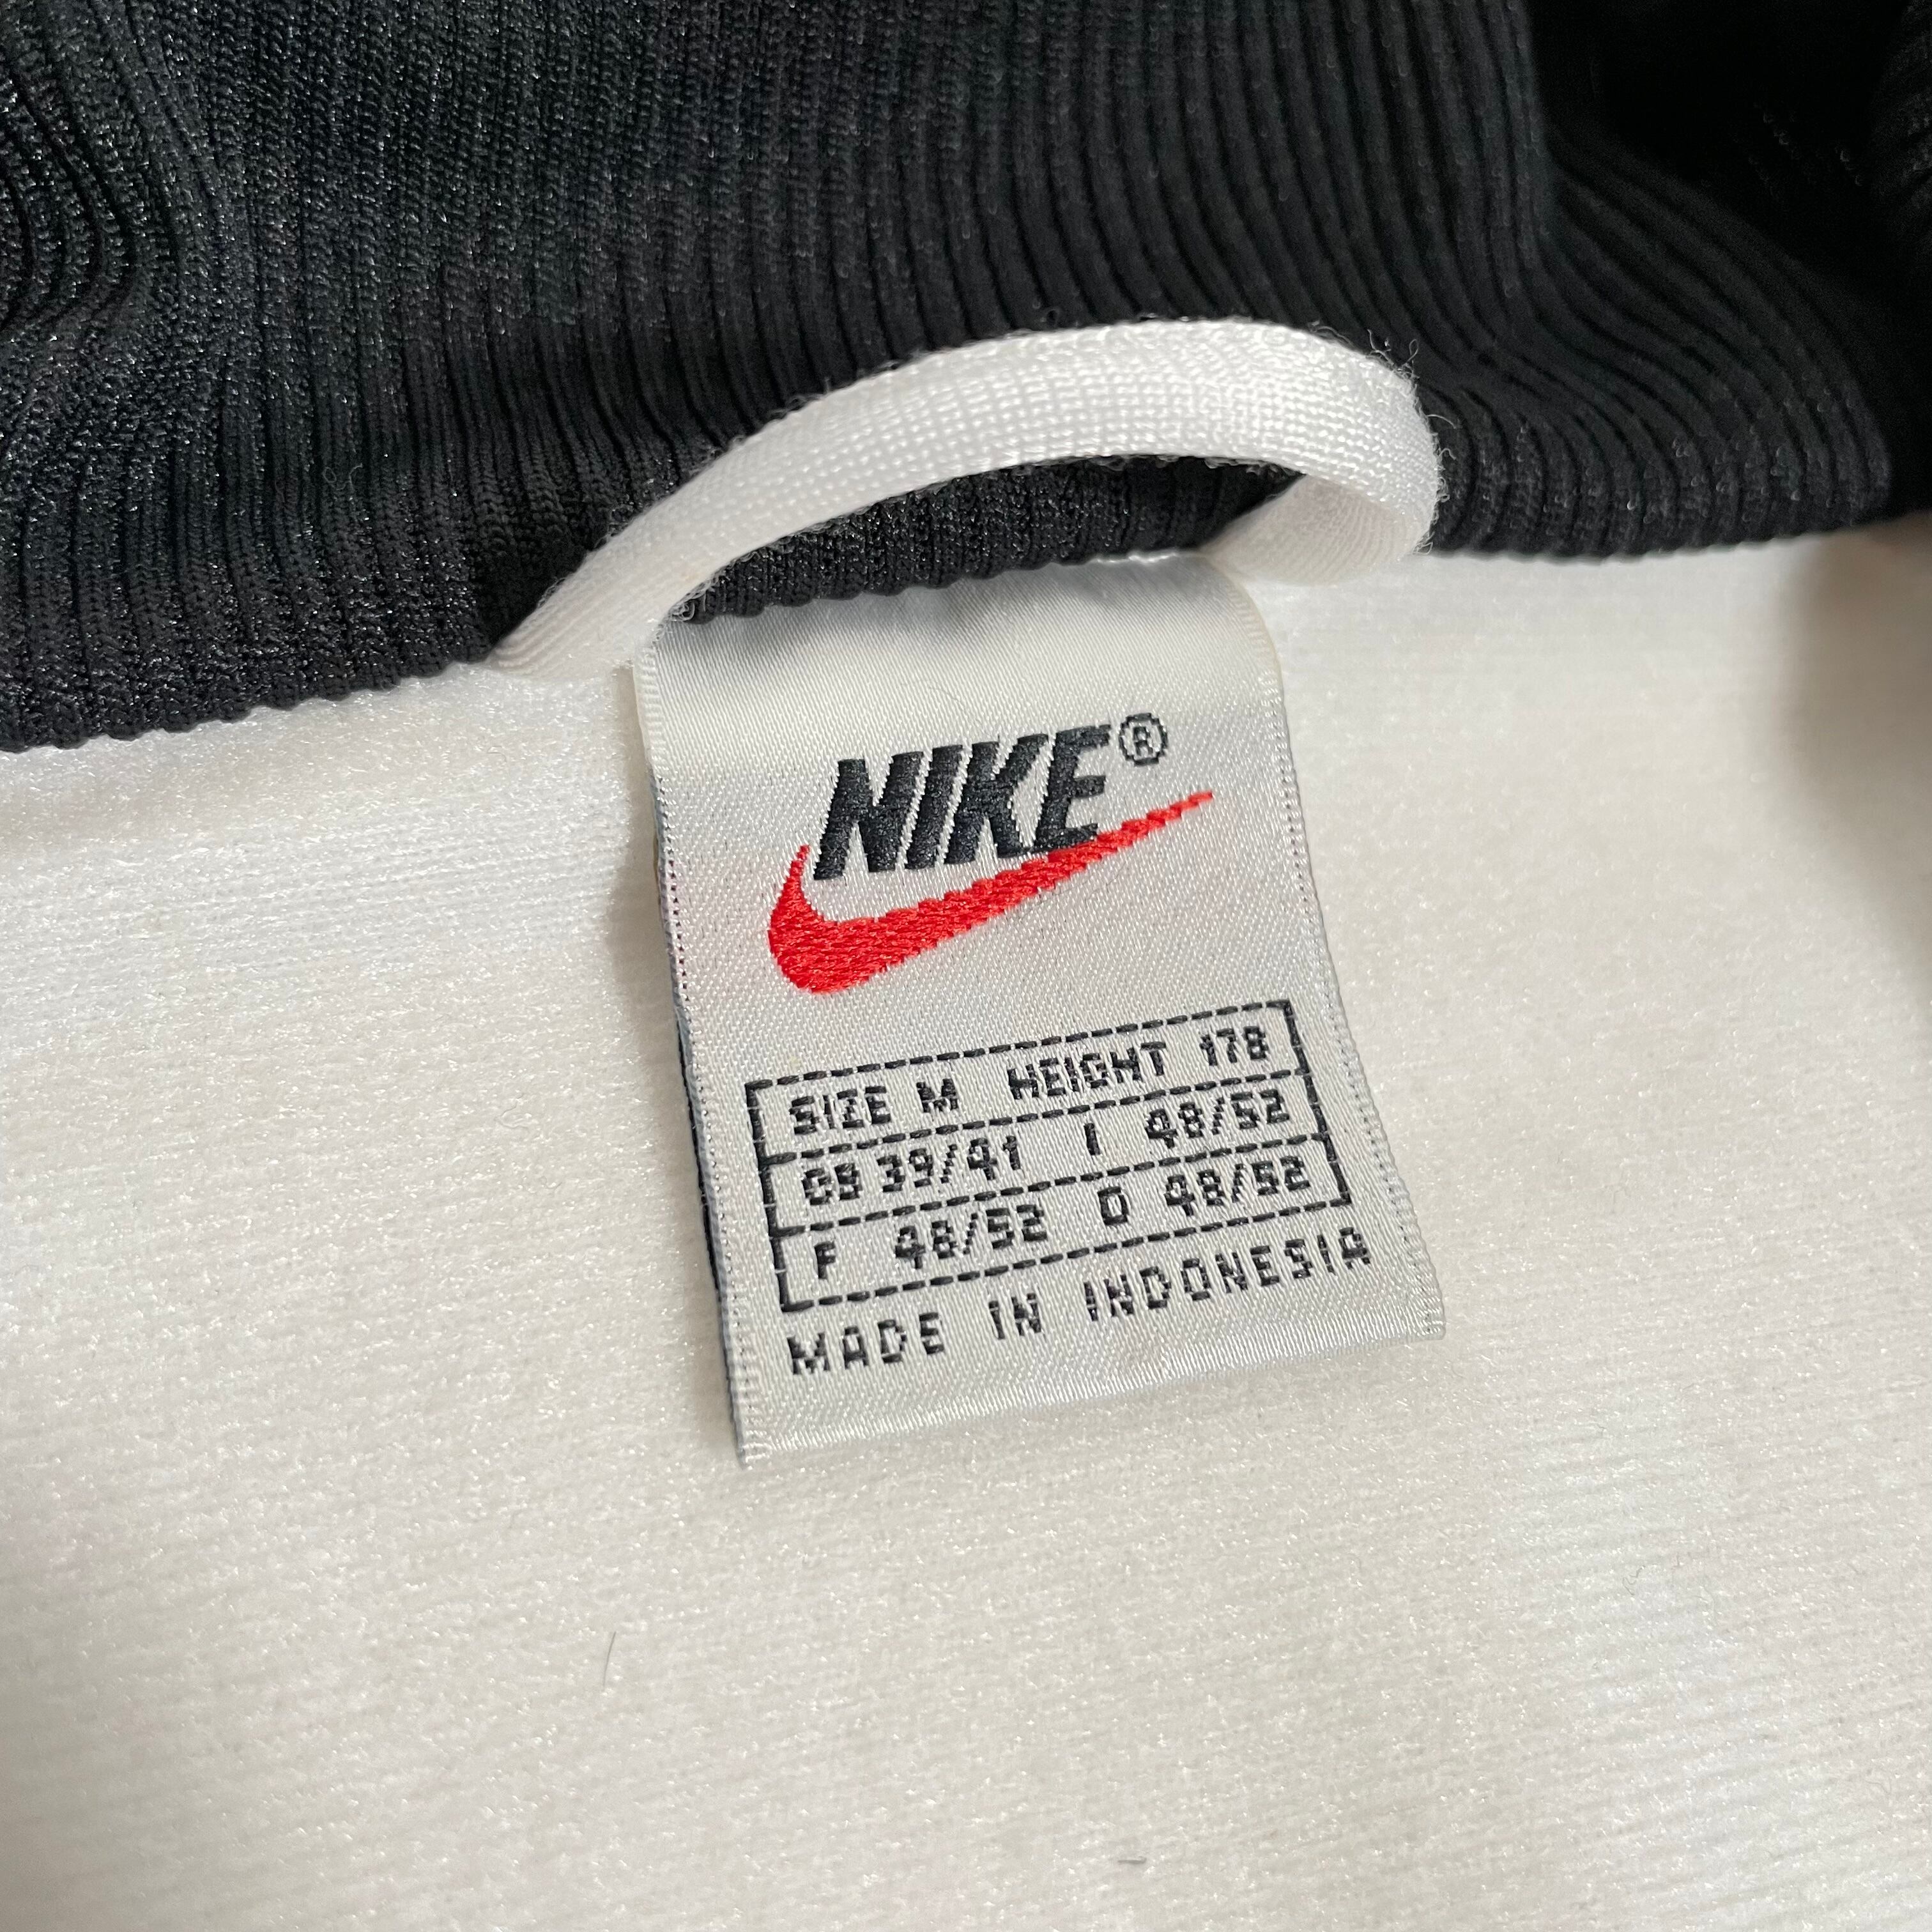 NIKE®
SIZE M HEIGHT 178
GB 39/41 I 48/52
F 48/52 D 48/52
MADE IN INDONESIA